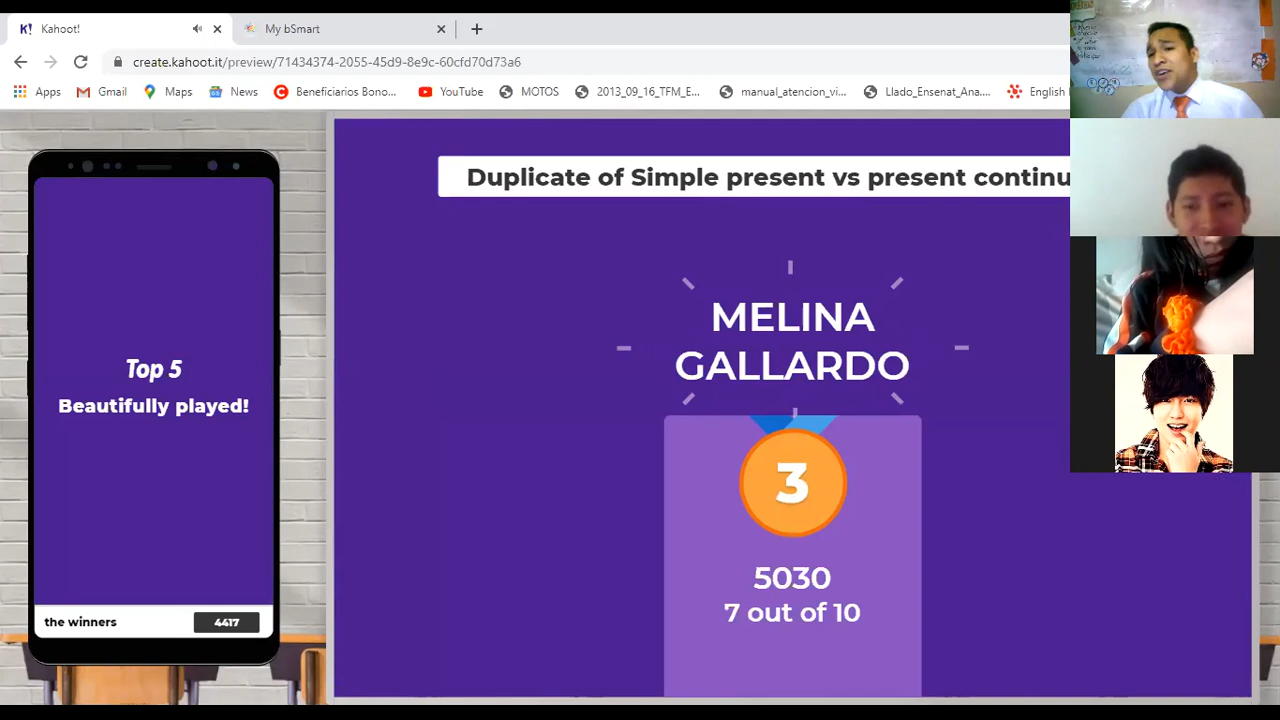 K! Kahoot!
My bSmart
create.kahoot.it/preview/71434374-2055-
-8e9c-60cfd70d73a6
Apps
Gmail
Maps
News
Beneficiarios Bono...
YouTube
MOTOS
2013_09_16_TFM_E...
manual_atencion_vi...
Llado_Ensenat_Ana....
English
Duplicate of Simple present vs present continu
MELINA
GALLARDO
3
5030
7 out of 10
Top 5
Beautifully played!
the winners
4417